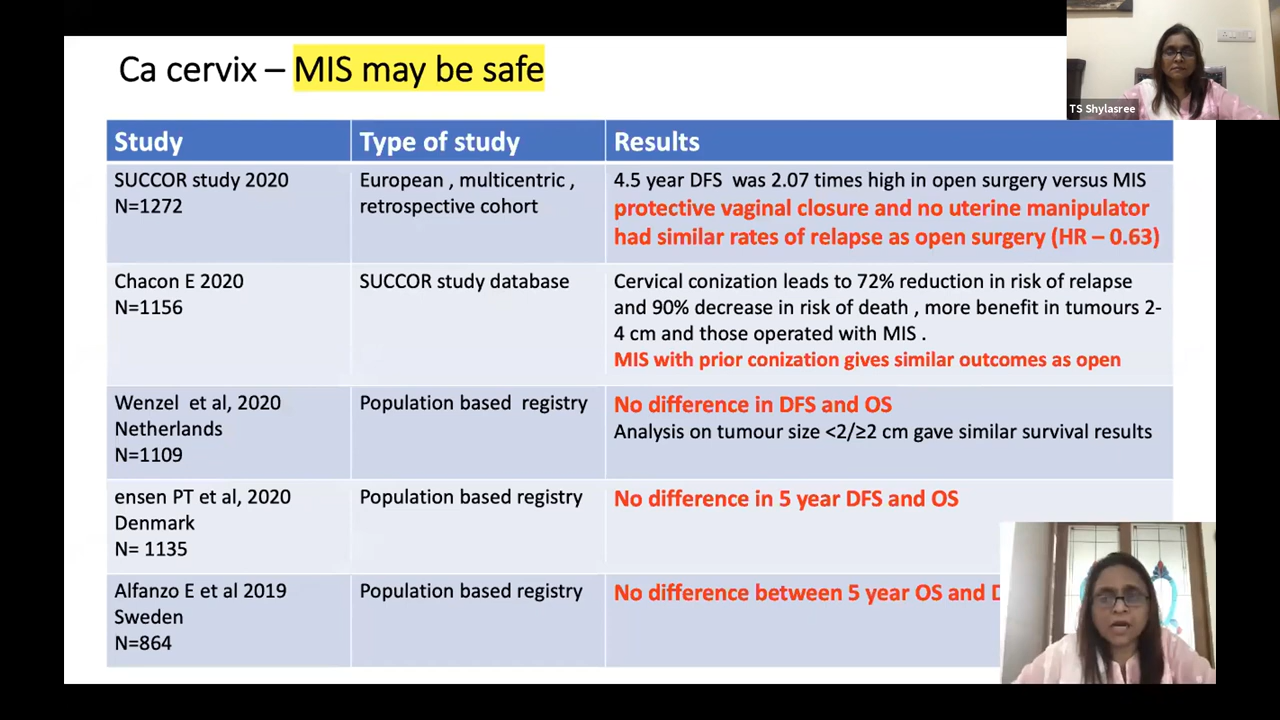 Ca cervix – MIS may be safe
TS Shylasree
Study
Type of study
Results
SUCCOR study 2020
N=1272
European , multicentric ,
retrospective cohort
4.5 year DFS was 2.07 times high in open surgery versus MIS
protective vaginal closure and no uterine manipulator
had similar rates of relapse as open surgery (HR – 0.63)
Chacon E 2020
N=1156
SUCCOR study database
Cervical conization leads to 72% reduction in risk of relapse
and 90% decrease in risk of death , more benefit in tumours 2-
4 cm and those operated with MIS .
MIS with prior conization gives similar outcomes as open
Wenzel et al, 2020
Netherlands
N=1109
Population based registry
No difference in DFS and OS
Analysis on tumour size <2/≥2 cm gave similar survival results
ensen PT et al, 2020
Denmark
N= 1135
Population based registry
No difference in 5 year DFS and OS
Alfanzo E et al 2019
Sweden
N=864
Population based registry
No difference between 5 year OS and